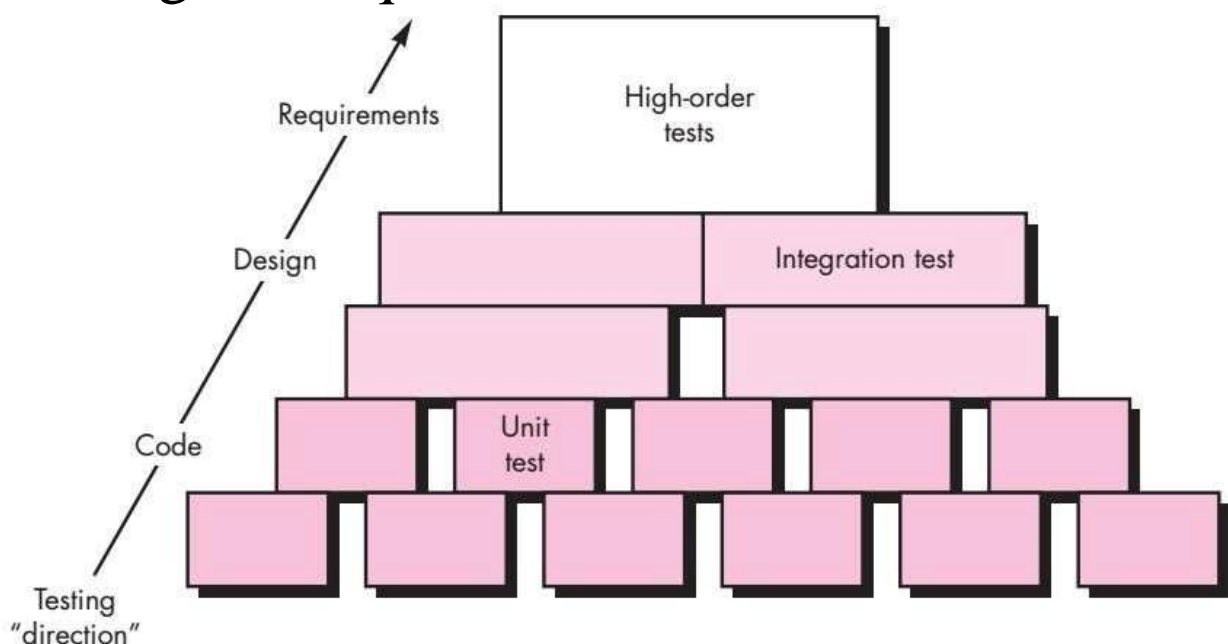 High-order
tests
Requirements
Design
Integration test
Code
Unit
test
Testing
"direction"